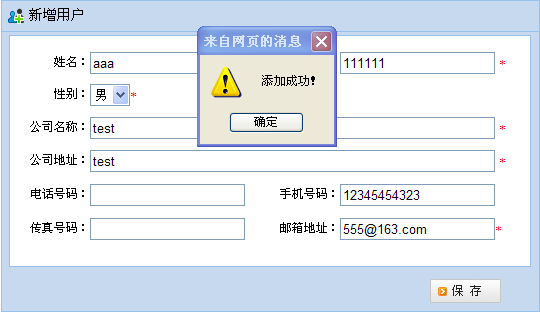 新增用户
来自网页的消息
姓名： aaa 111111 *
添加成功!
性别： 男 *
确定
公司名称： test *
公司地址： test *
电话号码： 手机号码： 12345454323
传真号码： 邮箱地址： 555@163.com *
保 存